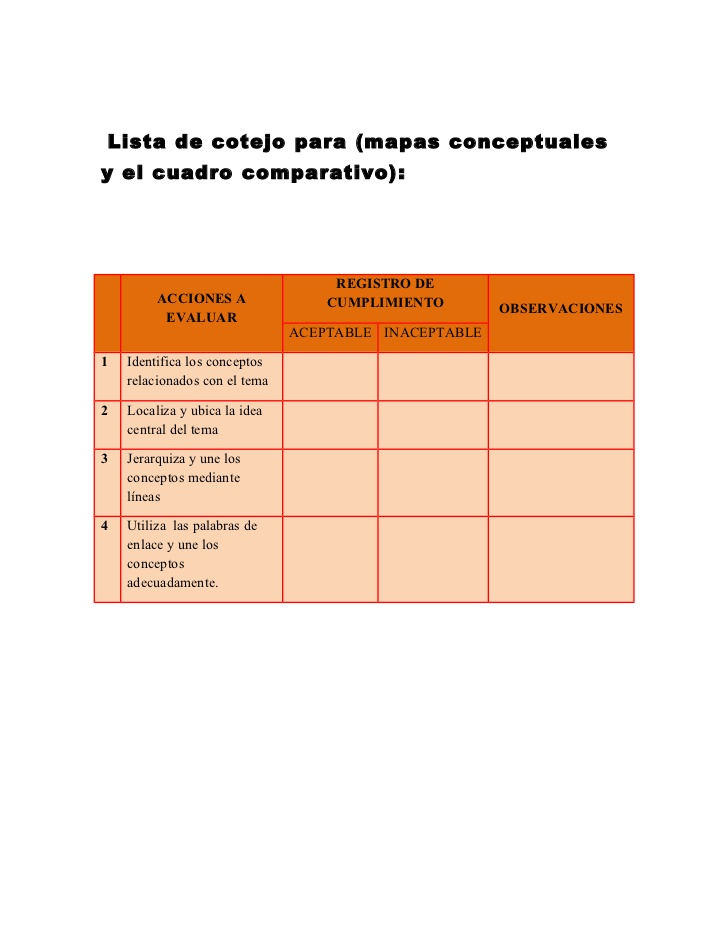 Lista de cotejo para (mapas conceptuales
y el cuadro comparativo):
ACCIONES A
EVALUAR
REGISTRO DE
CUMPLIMIENTO
OBSERVACIONES
ACEPTABLE
INACEPTABLE
1 Identifica los conceptos
relacionados con el tema
2 Localiza y ubica la idea
central del tema
3 Jerarquiza y une los
conceptos mediante
líneas
4 Utiliza las palabras de
enlace y une los
conceptos
adecuadamente.